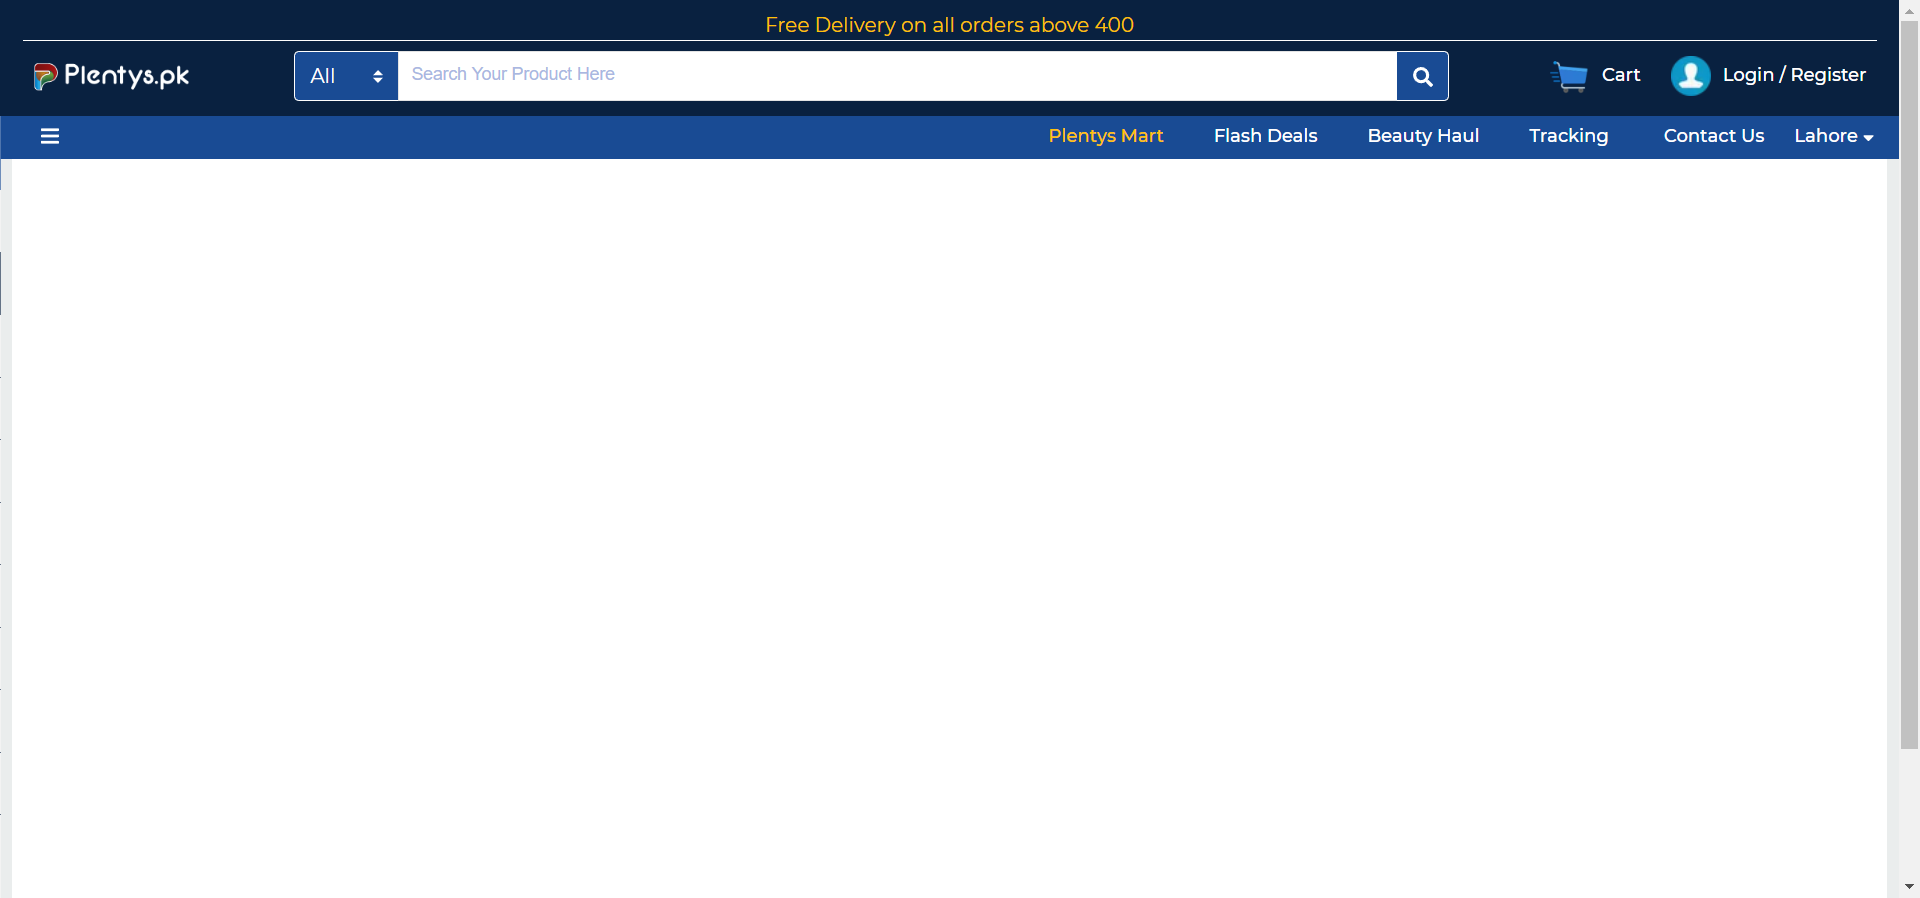 Free Delivery on all orders above 400
Plentys.pk
All
Search Your Product Here
Cart
Login / Register
Plentys Mart
Flash Deals
Beauty Haul
Tracking
Contact Us
Lahore